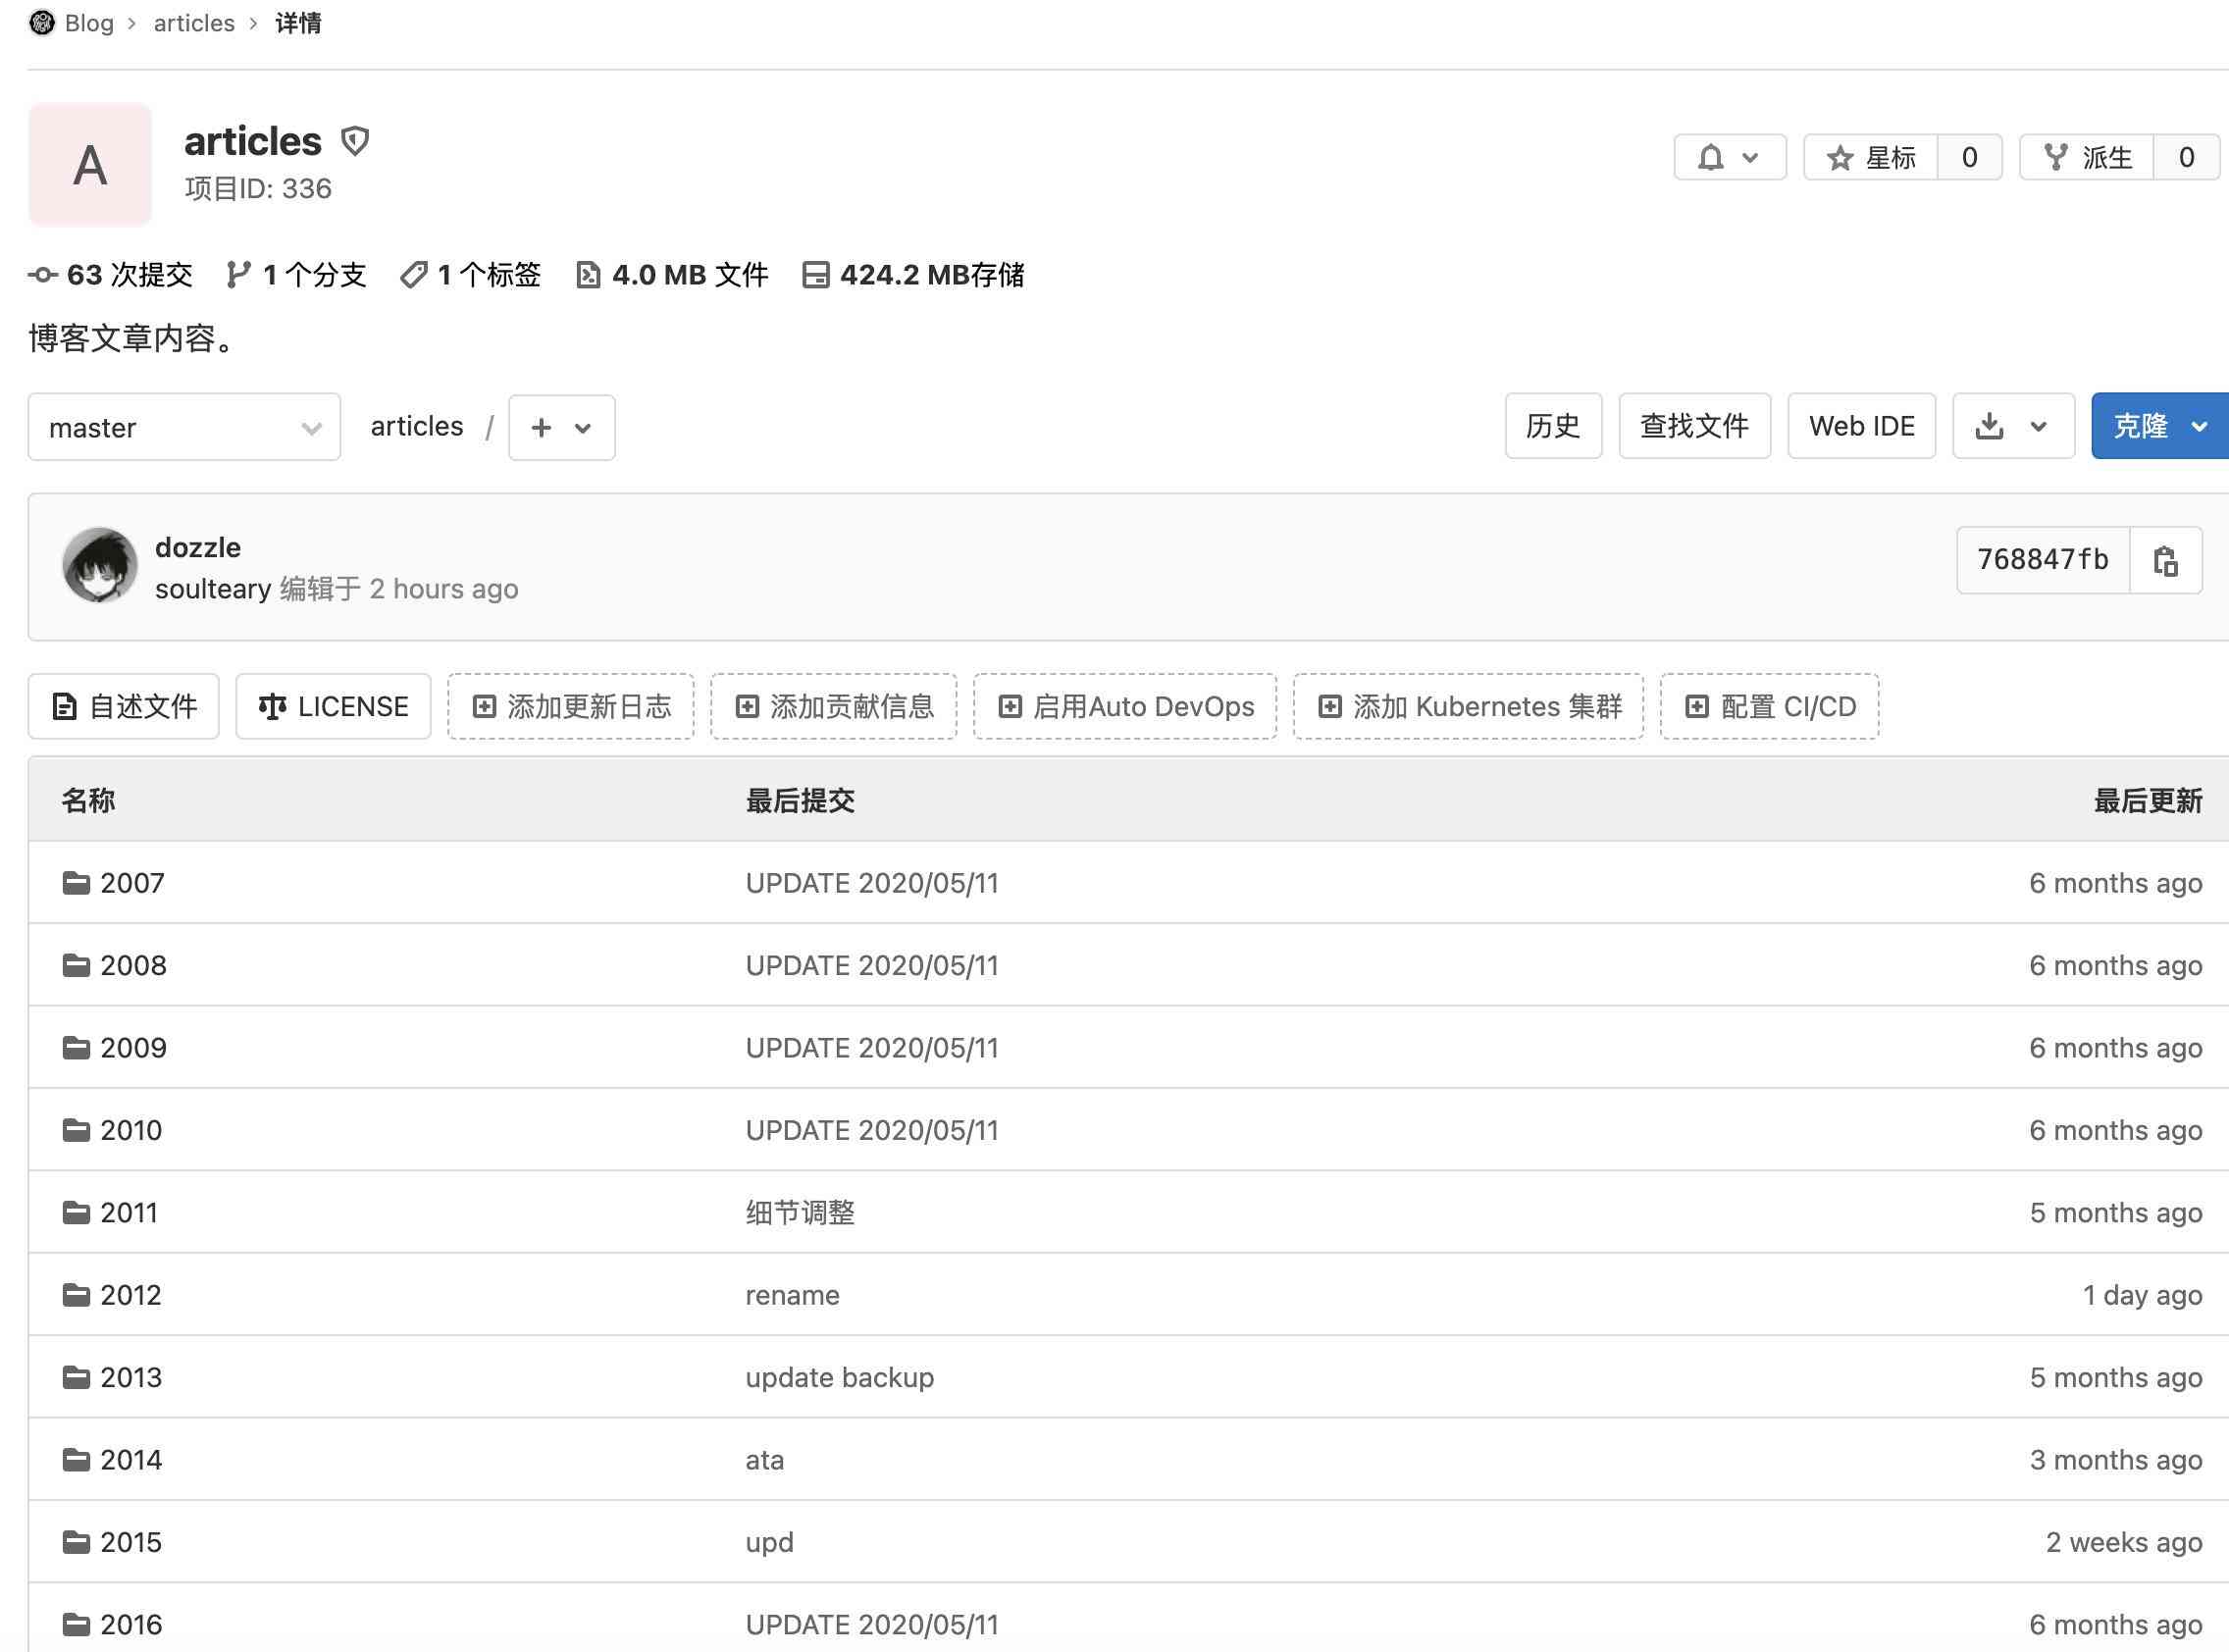 Blog > articles > 详情
A
articles
项目ID: 336
星标 0 派生 0
63 次提交 1 个分支 1 个标签 4.0 MB 文件 424.2 MB存储
博客文章内容。
master articles / + 历史 查找文件 Web IDE 克隆
dozzle
soulteary 编辑于 2 hours ago
768847fb
自述文件 LICENSE 添加更新日志 添加贡献信息 启用Auto DevOps 添加 Kubernetes 集群 配置 CI/CD
名称 最后提交 最后更新
2007 UPDATE 2020/05/11 6 months ago
2008 UPDATE 2020/05/11 6 months ago
2009 UPDATE 2020/05/11 6 months ago
2010 UPDATE 2020/05/11 6 months ago
2011 细节调整 5 months ago
2012 rename 1 day ago
2013 update backup 5 months ago
2014 ata 3 months ago
2015 upd 2 weeks ago
2016 UPDATE 2020/05/11 6 months ago